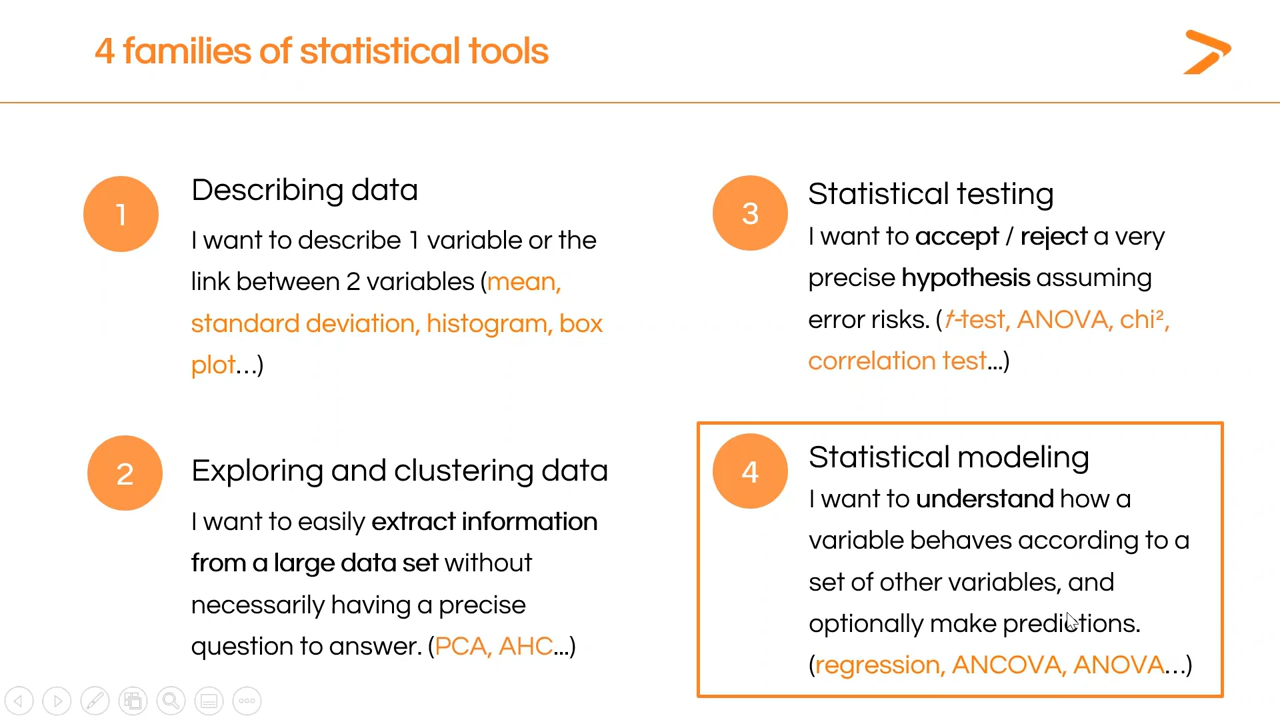 4 families of statistical tools
1
Describing data
I want to describe 1 variable or the
link between 2 variables (mean,
standard deviation, histogram, box
plot…)
2
Exploring and clustering data
I want to easily extract information
from a large data set without
necessarily having a precise
question to answer. (PCA, AHC...)
3
Statistical testing
I want to accept / reject a very
precise hypothesis assuming
error risks. (t-test, ANOVA, chi², 
correlation test...)
4
Statistical modeling
I want to understand how a
variable behaves according to a
set of other variables, and
optionally make predictions.
(regression, ANCOVA, ANOVA…)